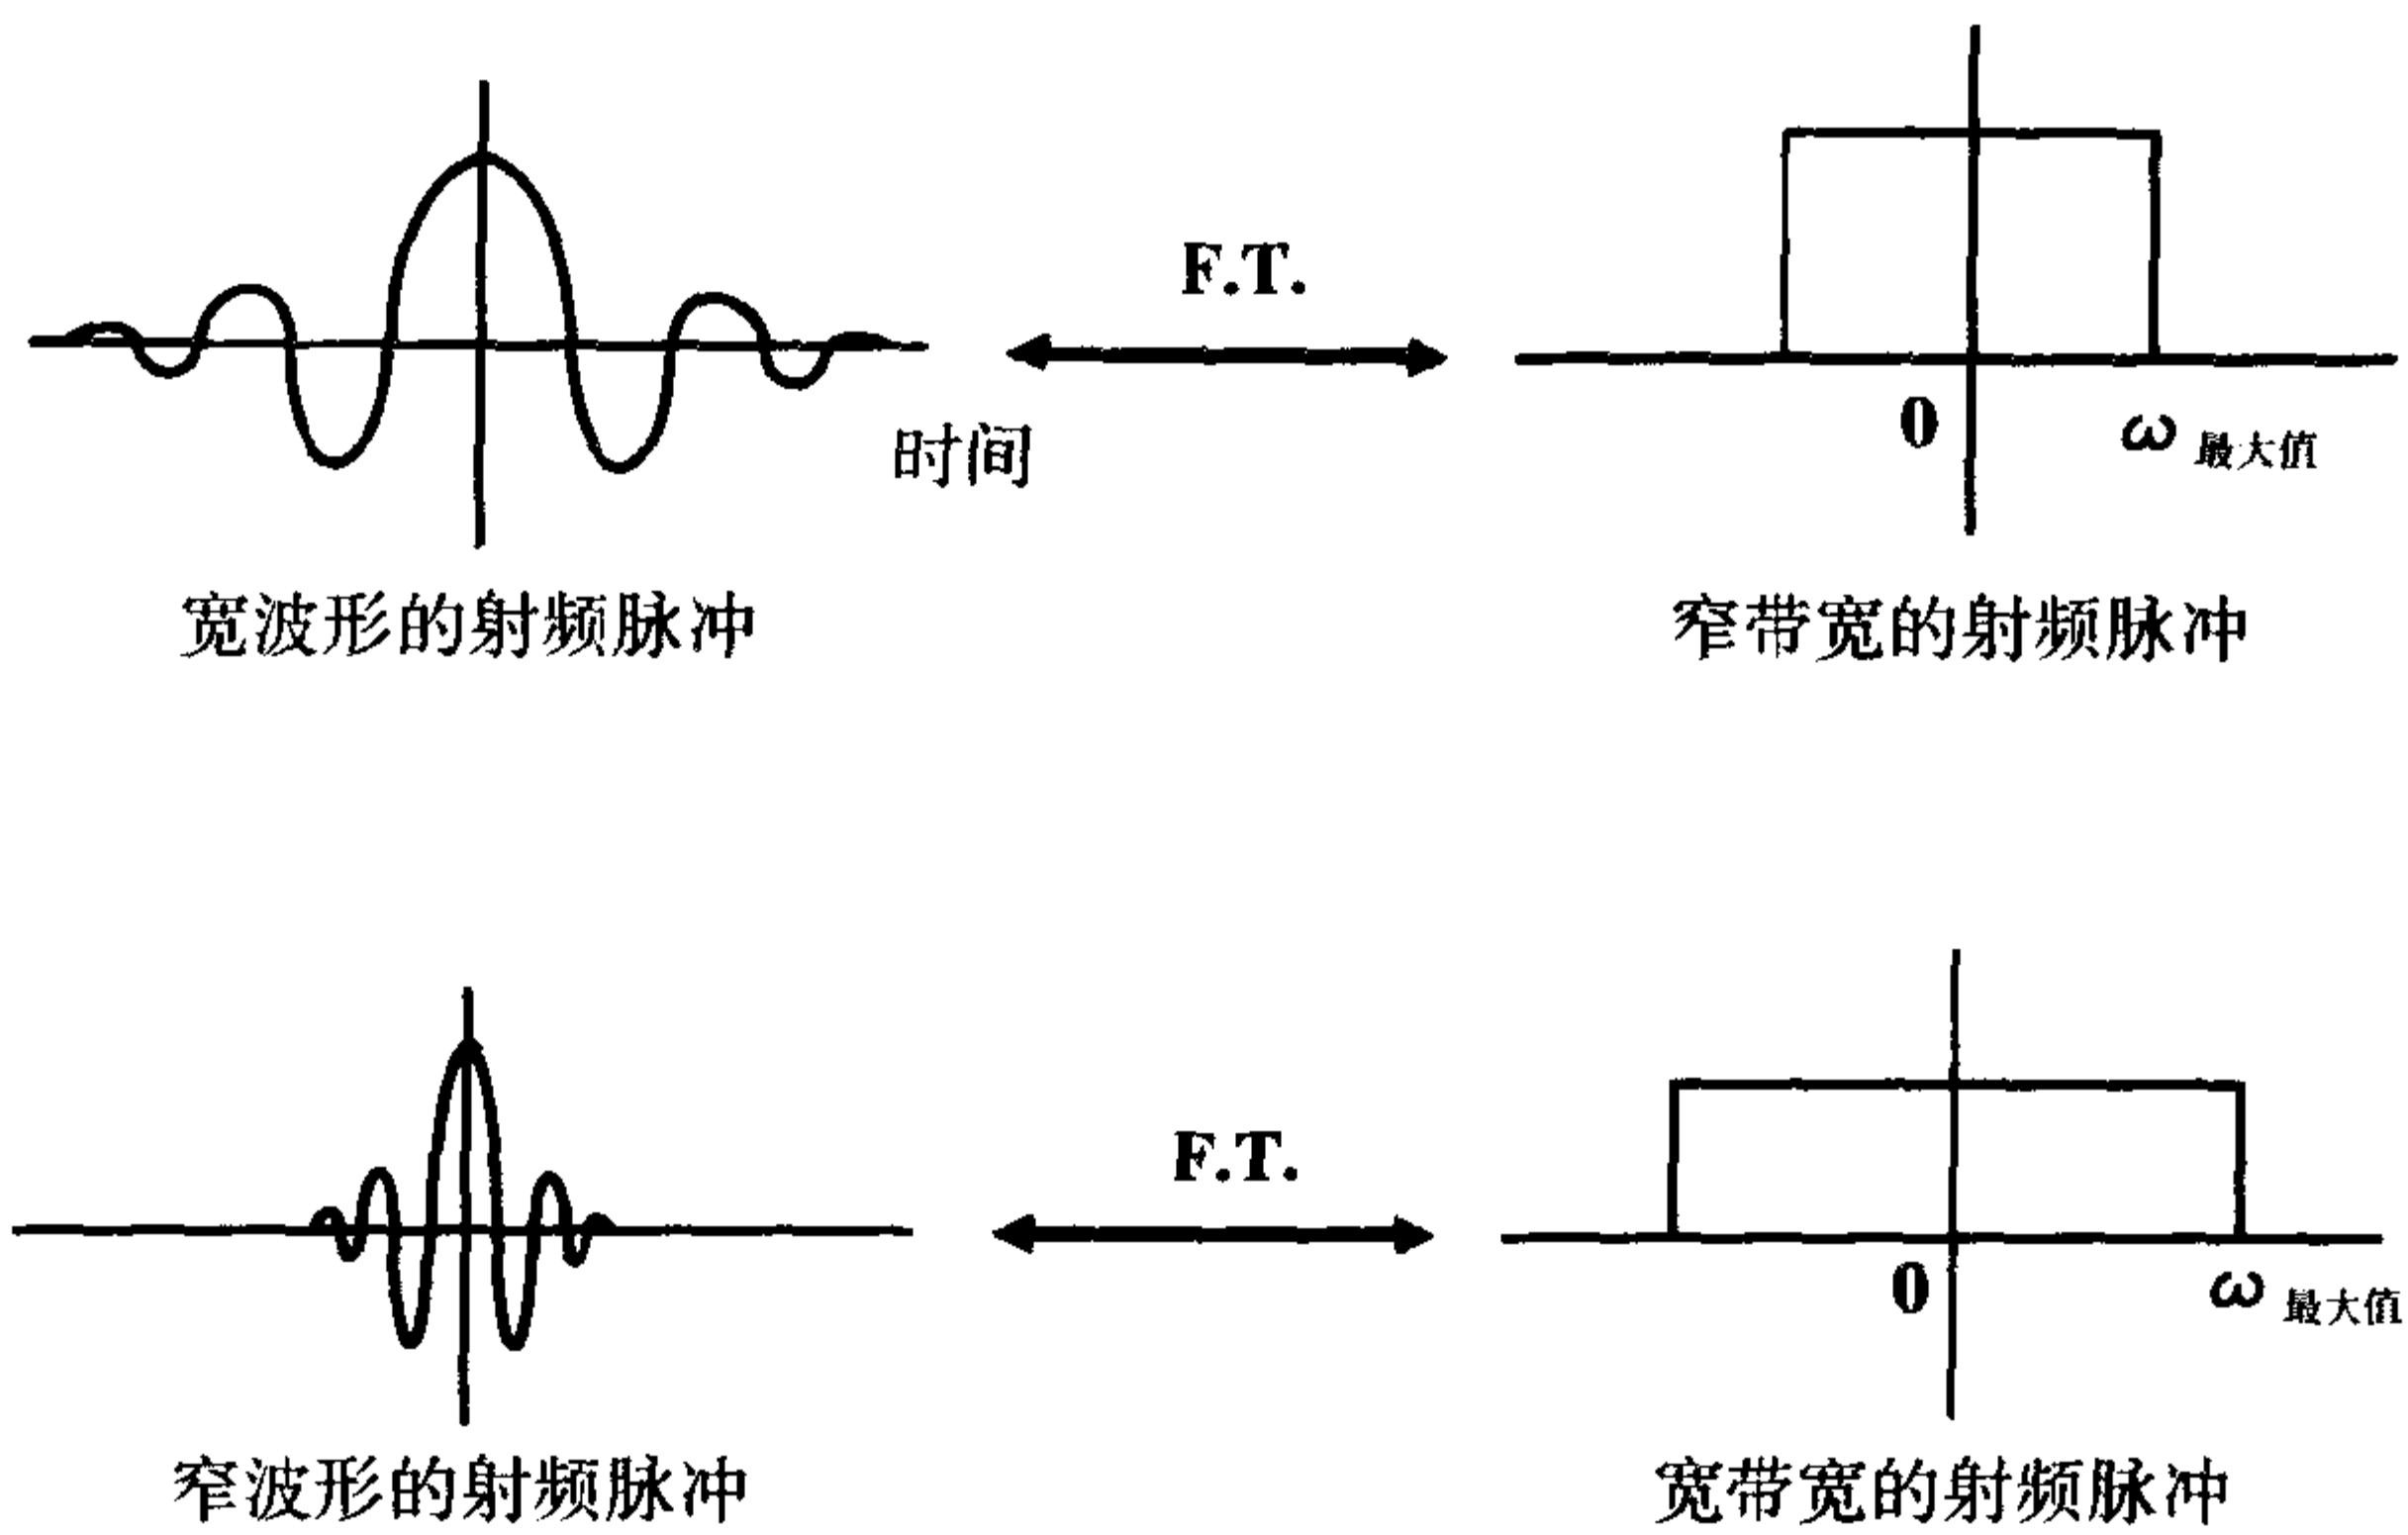 F.T.
时间
0
ω 最大值
宽波形的射频脉冲
窄带宽的射频脉冲
F.T.
0
ω 最大值
窄波形的射频脉冲
宽带宽的射频脉冲